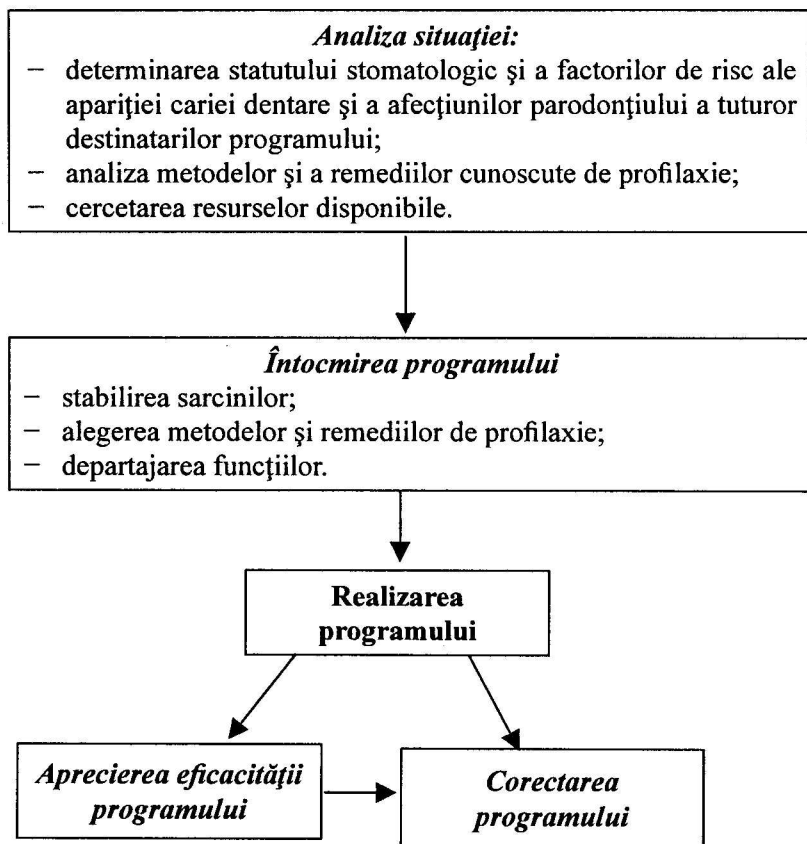 Analiza situaţiei:
– determinarea statutului stomatologic şi a factorilor de risc ale
apariţiei cariei dentare şi a afecţiunilor parodonţiului a tuturor
destinatarilor programului;
– analiza metodelor şi a remediilor cunoscute de profilaxie;
– cercetarea resurselor disponibile.
Întocmirea programului
– stabilirea sarcinilor;
– alegerea metodelor şi remediilor de profilaxie;
– departajarea funcţiilor.
Realizarea
programului
Aprecierea eficacităţii
programului
Corectarea
programului